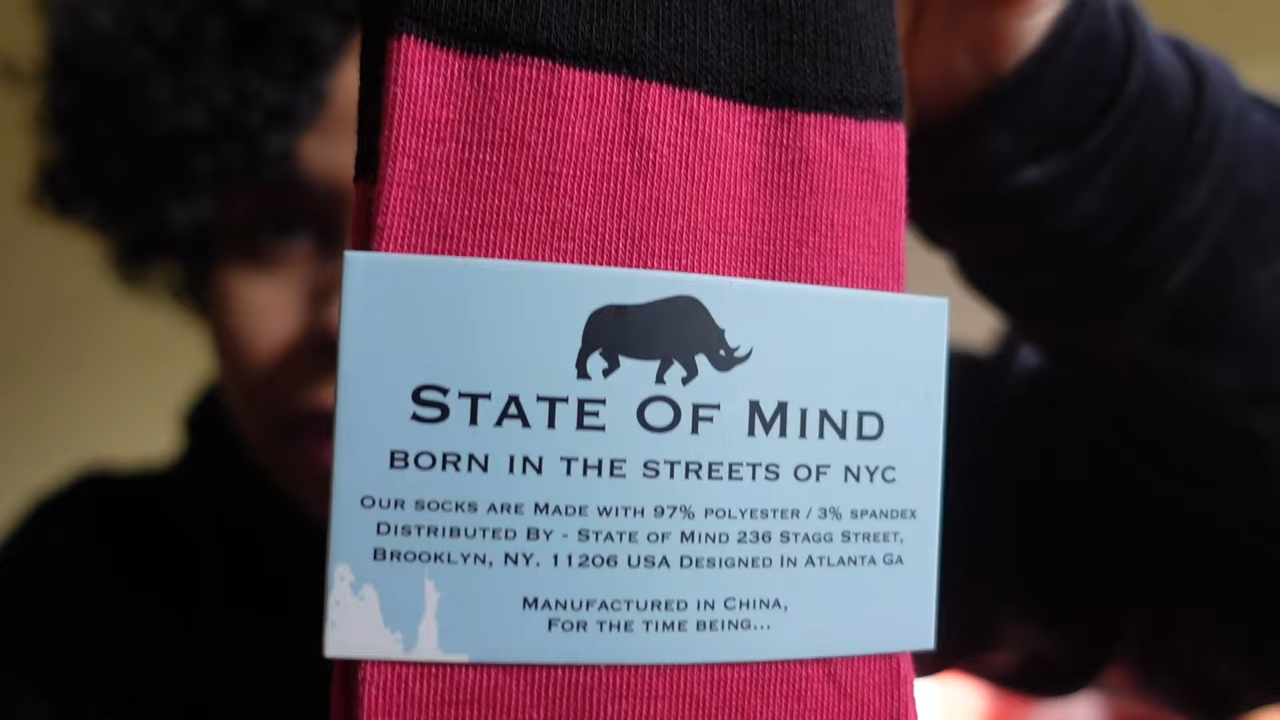 State Of Mind
BORN IN THE STREETS OF NYC
Our socks are Made with 97% polyester / 3% spandex
Distributed By - State of Mind 236 Stagg Street,
Brooklyn, NY. 11206 USA Designed In Atlanta Ga
Manufactured in China,
For the time being...